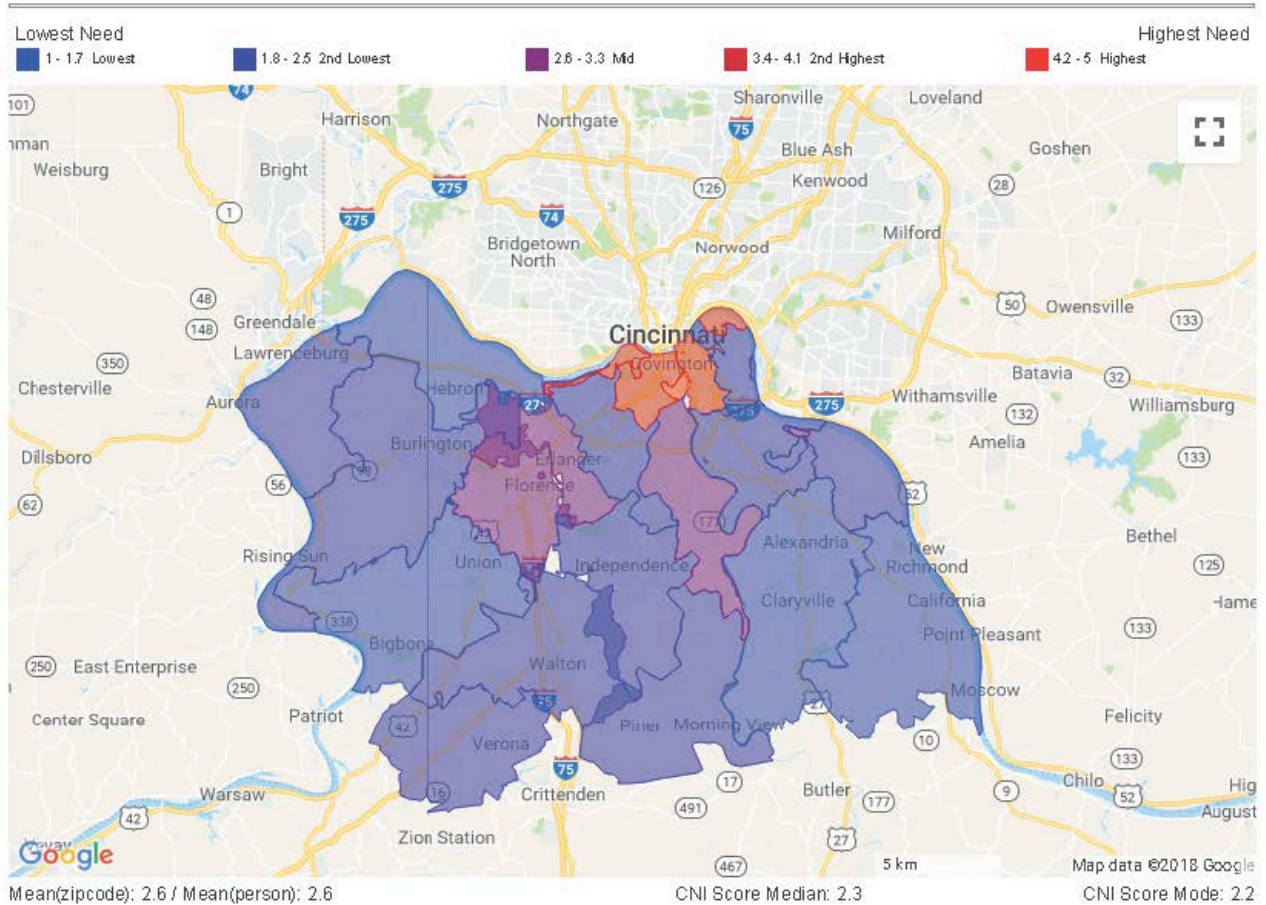 Lowest Need
Highest Need
1 - 1.7 Lowest
1.8 - 2.5 2nd Lowest
2.6 - 3.3 Mid
3.4 - 4.1 2nd Highest
4.2 - 5 Highest
74
101
Harrison
Northgate
Sharonville
Loveland
75
Weisburg
Bright
Blue Ash
Goshen
275
126
Kenwood
28
1
275
74
Milford
Bridgetown
North
Norwood
48
50
Owensville
148
Greendale
133
Cincinnati
Lawrenceburg
350
Covington
Batavia
32
Chesterville
Hebron
Aurora
275
275
Withamsville
Williamsburg
132
Burlington
Amelia
Dillsboro
Erlanger
133
56
Florence
62
52
177
Bethel
Rising Sun
Union
Independence
Alexandria
New
Richmond
125
Claryville
California
338
133
Point Pleasant
Bigbone
250
East Enterprise
Walton
250
Moscow
Center Square
Patriot
75
27
Felicity
42
Piner
Morning View
Verona
10
133
75
17
Chilo
Warsaw
16
Crittenden
Butler
9
52
491
177
42
Zion Station
27
Vevay
Google
467
5 km
Map data ©2018 Google
Mean(zipcode): 2.6 / Mean(person): 2.6
CNI Score Median: 2.3
CNI Score Mode: 2.2